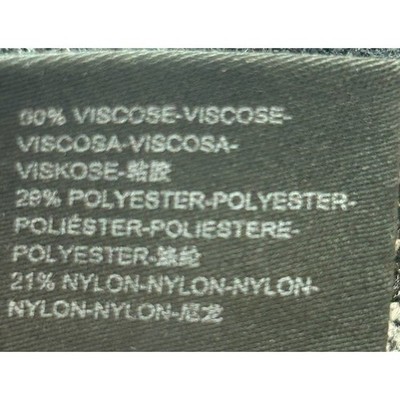 50% VISCOSE-VISCOSE-
VISCOSA-VISCOSA-
VISKOSE-粘胶
29% POLYESTER-POLYESTER-
POLIÉSTER-POLIESTERE-
POLYESTER-涤纶
21% NYLON-NYLON-NYLON-
NYLON-NYLON-尼龙